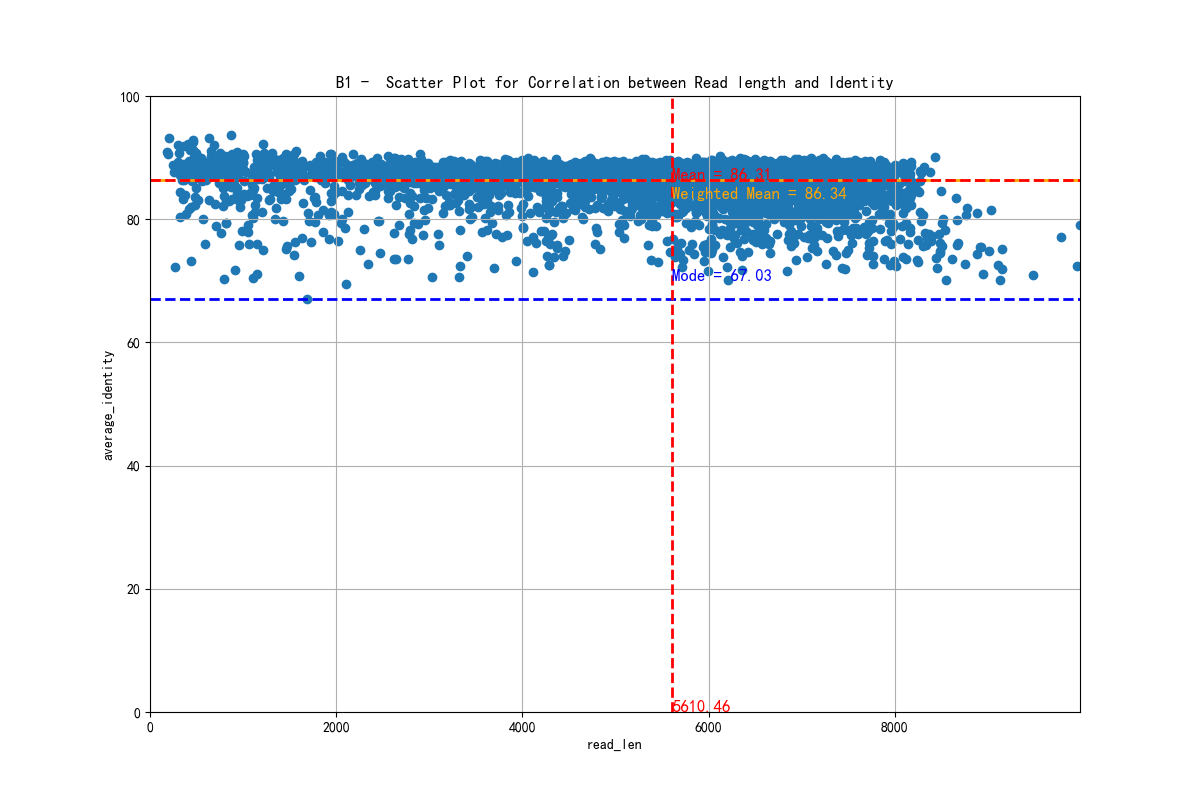 B1 -  Scatter Plot for Correlation between Read length and Identity
100
80
60
40
20
0
average_identity
Mean = 86.31
Weighted Mean = 86.34
Mode = 67.03
5610.46
0 2000 4000 6000 8000
read_len